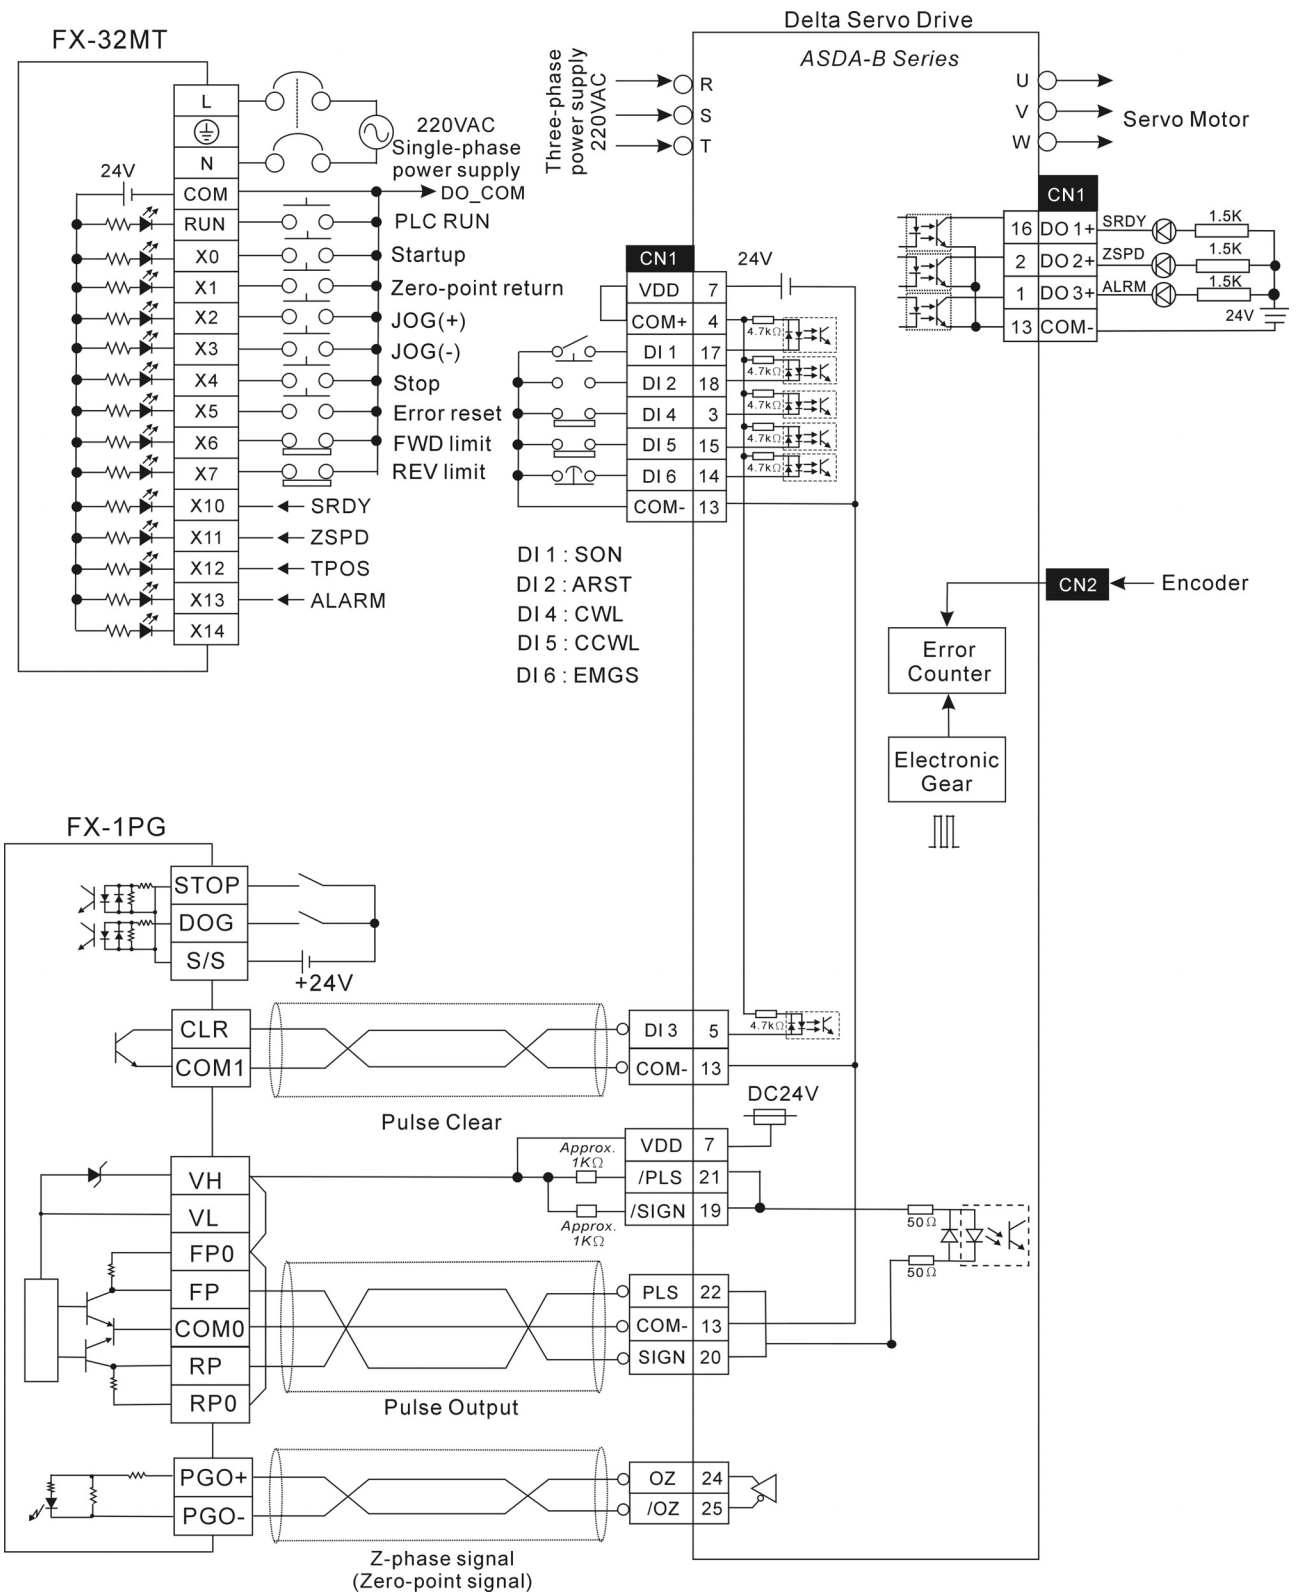 FX-32MT
L
N
COM
RUN
X0
X1
X2
X3
X4
X5
X6
X7
X10
X11
X12
X13
X14
24V
220VAC
Single-phase
power supply
DO_COM
PLC RUN
Startup
Zero-point return
JOG(+)
JOG(-)
Stop
Error reset
FWD limit
REV limit
SRDY
ZSPD
TPOS
ALARM
Delta Servo Drive
ASDA-B Series
Three-phase
power supply
220VAC
R
S
T
U
V
W
Servo Motor
CN1
16 DO 1+ SRDY 1.5K
2 DO 2+ ZSPD 1.5K
1 DO 3+ ALRM 1.5K
13 COM- 24V
CN1
24V
VDD 7
COM+ 4 4.7kΩ
DI 1 17
DI 2 18 4.7kΩ
DI 4 3 4.7kΩ
DI 5 15 4.7kΩ
DI 6 14 4.7kΩ
COM- 13
DI 1 : SON
DI 2 : ARST
DI 4 : CWL
DI 5 : CCWL
DI 6 : EMGS
CN2
Encoder
Error
Counter
Electronic
Gear
FX-1PG
STOP
DOG
S/S
+24V
CLR
COM1
Pulse Clear
DI 3 5 4.7kΩ
COM- 13
DC24V
VH
VL
FP0
FP
COM0
RP
RP0
Approx.
1KΩ
Approx.
1KΩ
VDD 7
/PLS 21
/SIGN 19
50Ω
50Ω
PLS 22
COM- 13
SIGN 20
Pulse Output
PGO+
PGO-
OZ 24
/OZ 25
Z-phase signal
(Zero-point signal)